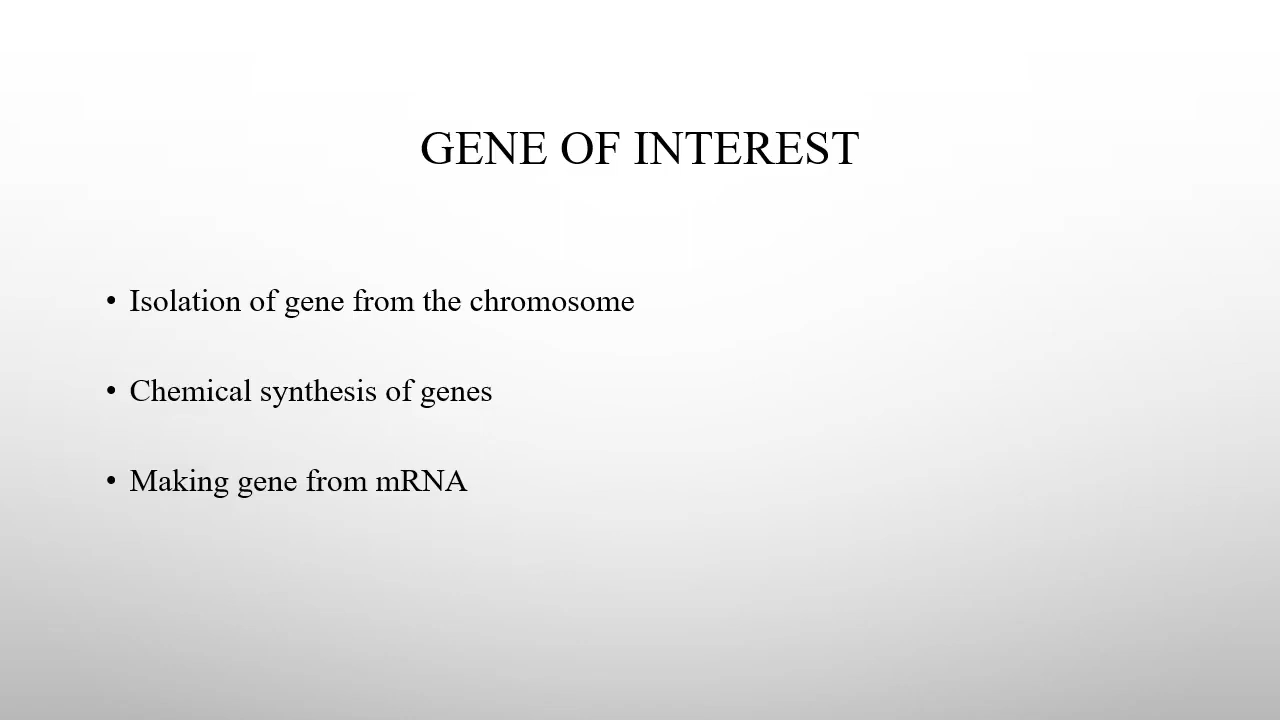 GENE OF INTEREST
• Isolation of gene from the chromosome
• Chemical synthesis of genes
• Making gene from mRNA